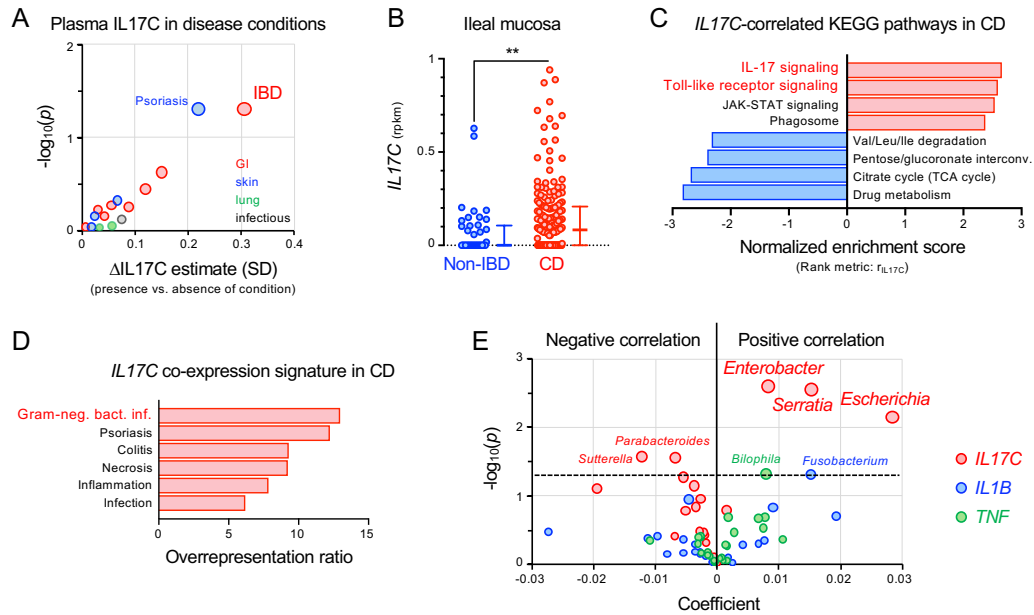 A
Plasma IL17C in disease conditions
2
1.5
1
0.5
0
-log10(p)
Psoriasis
IBD
GI
skin
lung
infectious
0 0.1 0.2 0.3 0.4
ΔIL17C estimate (SD)
(presence vs. absence of condition)
B
Ileal mucosa
**
1
0.5
0
IL17C (rpkm)
Non-IBD CD
C
IL17C-correlated KEGG pathways in CD
IL-17 signaling
Toll-like receptor signaling
JAK-STAT signaling
Phagosome
Val/Leu/Ile degradation
Pentose/glucoronate interconv.
Citrate cycle (TCA cycle)
Drug metabolism
-3 -2 -1 0 1 2 3
Normalized enrichment score
(Rank metric: rIL17C)
D
IL17C co-expression signature in CD
Gram-neg. bact. inf.
Psoriasis
Colitis
Necrosis
Inflammation
Infection
0 5 10 15
Overrepresentation ratio
E
Negative correlation Positive correlation
3
2
1
0
-log10(p)
Enterobacter
Serratia
Escherichia
Parabacteroides
Sutterella
Bilophila
Fusobacterium
IL17C
IL1B
TNF
-0.03 -0.02 -0.01 0 0.01 0.02 0.03
Coefficient